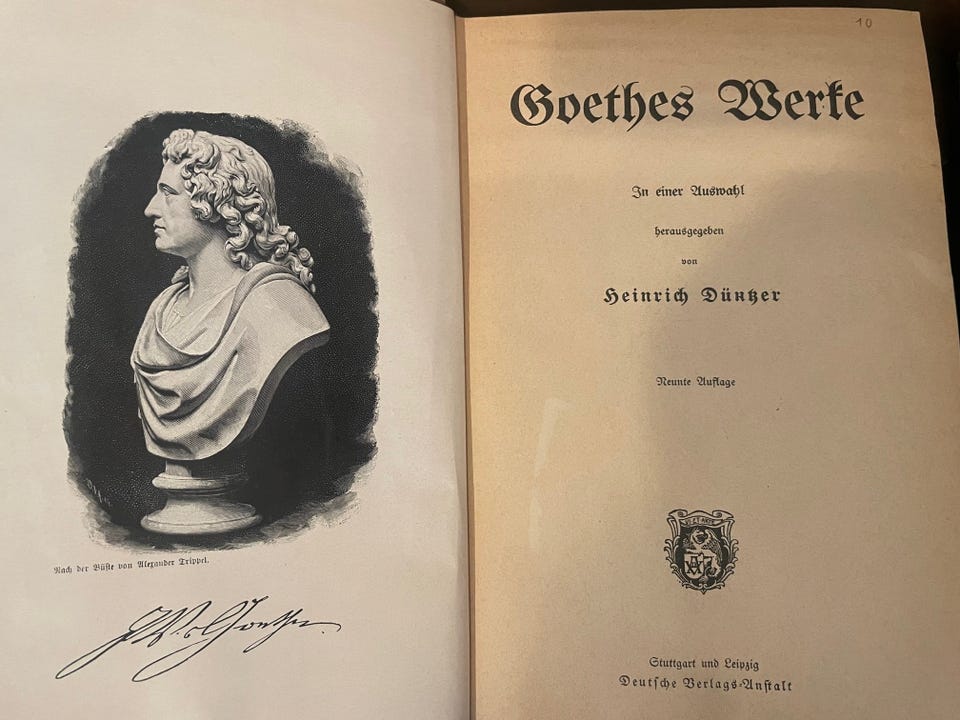 Nach der Büste von Alexander Trippel.
JWvGoethe
10
Goethes Werke
In einer Auswahl
herausgegeben
von
Heinrich Düntzer
Neunte Auflage
Stuttgart und Leipzig
Deutsche Verlags-Anstalt